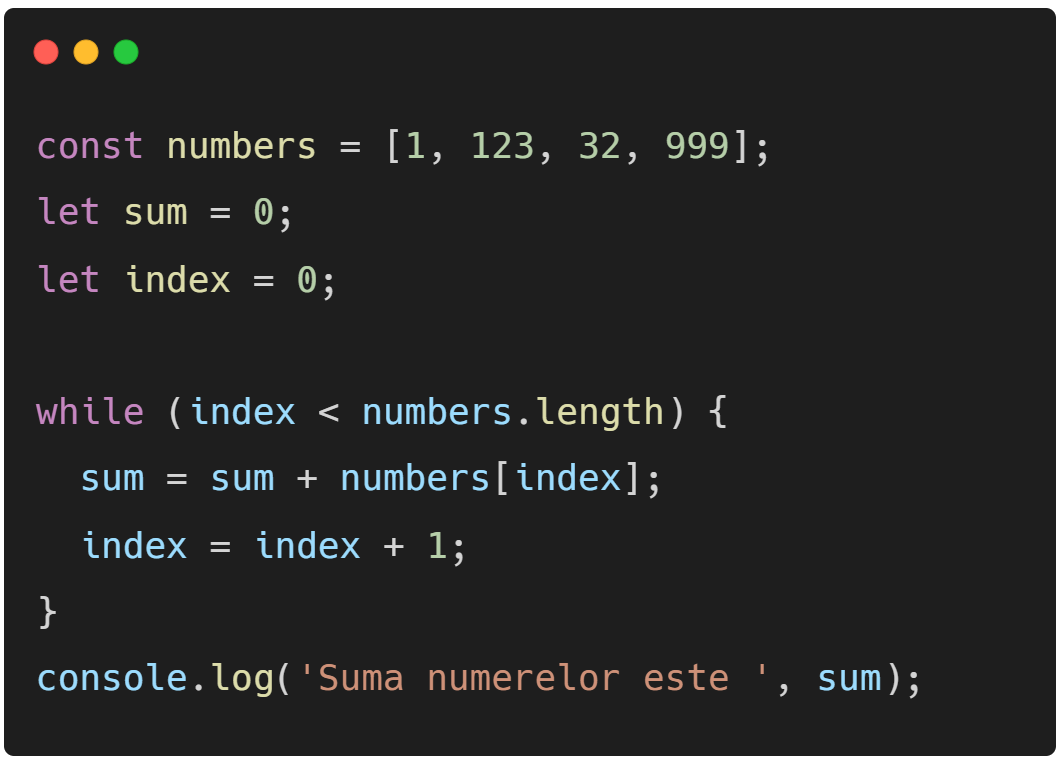 const numbers = [1, 123, 32, 999];
let sum = 0;
let index = 0;

while (index < numbers.length) {
  sum = sum + numbers[index];
  index = index + 1;
}
console.log('Suma numerelor este ', sum);